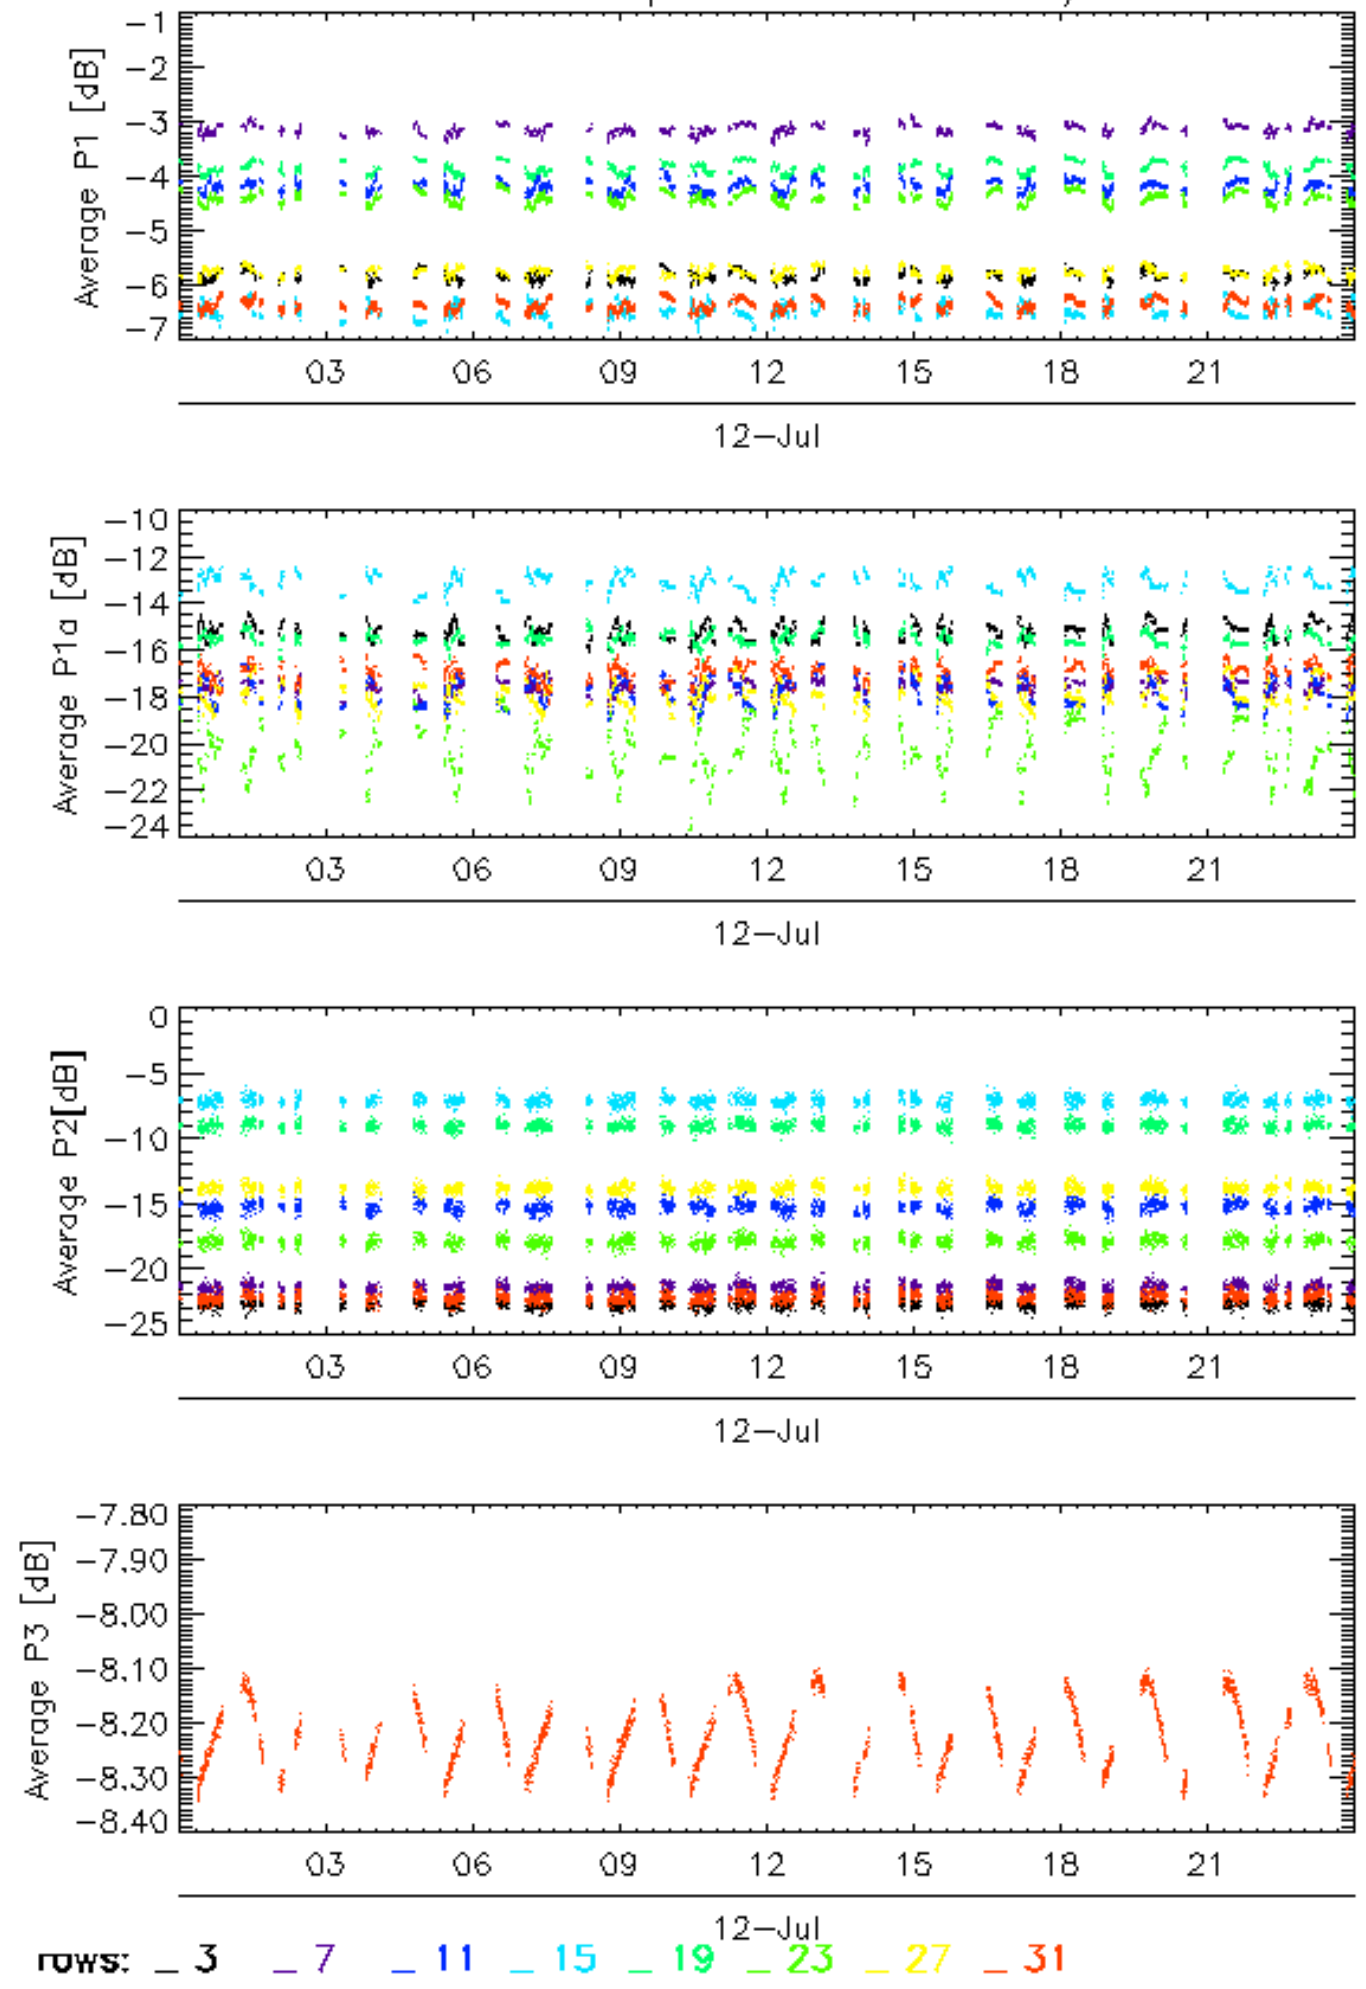 Average P1 [dB]
-1
-2
-3
-4
-5
-6
-7
03 06 09 12 15 18 21
12-Jul
Average P1a [dB]
-10
-12
-14
-16
-18
-20
-22
-24
03 06 09 12 15 18 21
12-Jul
Average P2[dB]
0
-5
-10
-15
-20
-25
03 06 09 12 15 18 21
12-Jul
Average P3 [dB]
-7.80
-7.90
-8.00
-8.10
-8.20
-8.30
-8.40
03 06 09 12 15 18 21
12-Jul
rows: _ 3 _ 7 _ 11 _ 15 _ 19 _ 23 _ 27 _ 31